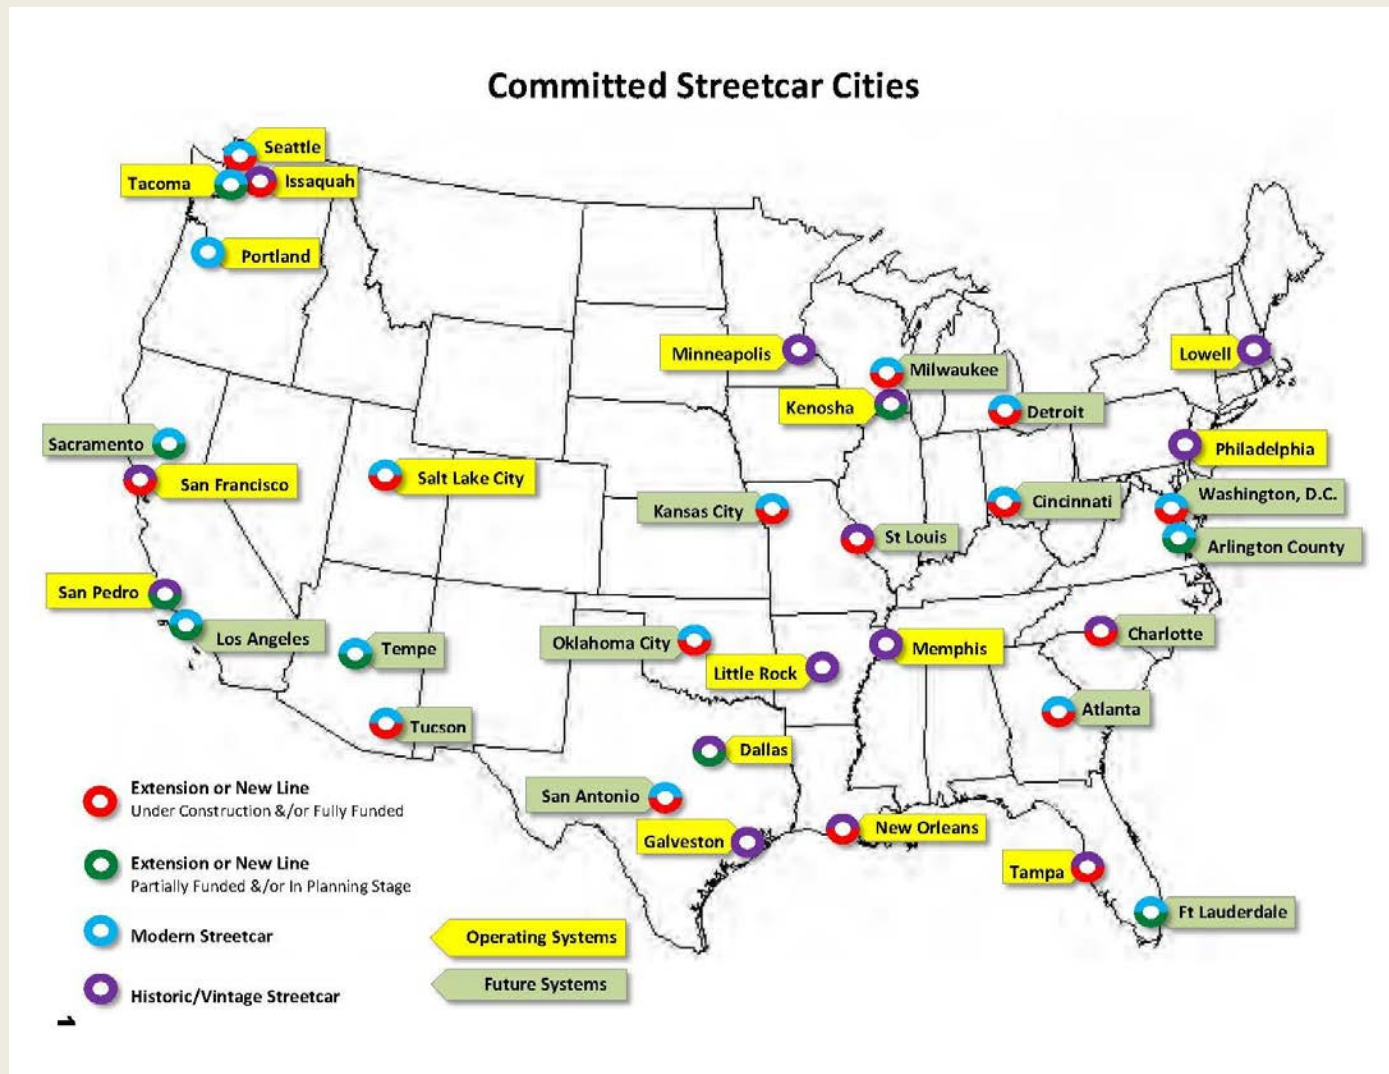 Committed Streetcar Cities
Seattle
Tacoma
Issaquah
Portland
Minneapolis
Milwaukee
Lowell
Kenosha
Detroit
Sacramento
Philadelphia
San Francisco
Salt Lake City
Kansas City
Cincinnati
Washington, D.C.
St Louis
Arlington County
San Pedro
Los Angeles
Tempe
Oklahoma City
Memphis
Charlotte
Little Rock
Tucson
Atlanta
Dallas
San Antonio
Galveston
New Orleans
Tampa
Ft Lauderdale
Extension or New Line
Under Construction &/or Fully Funded
Extension or New Line
Partially Funded &/or In Planning Stage
Modern Streetcar
Historic/Vintage Streetcar
Operating Systems
Future Systems
1